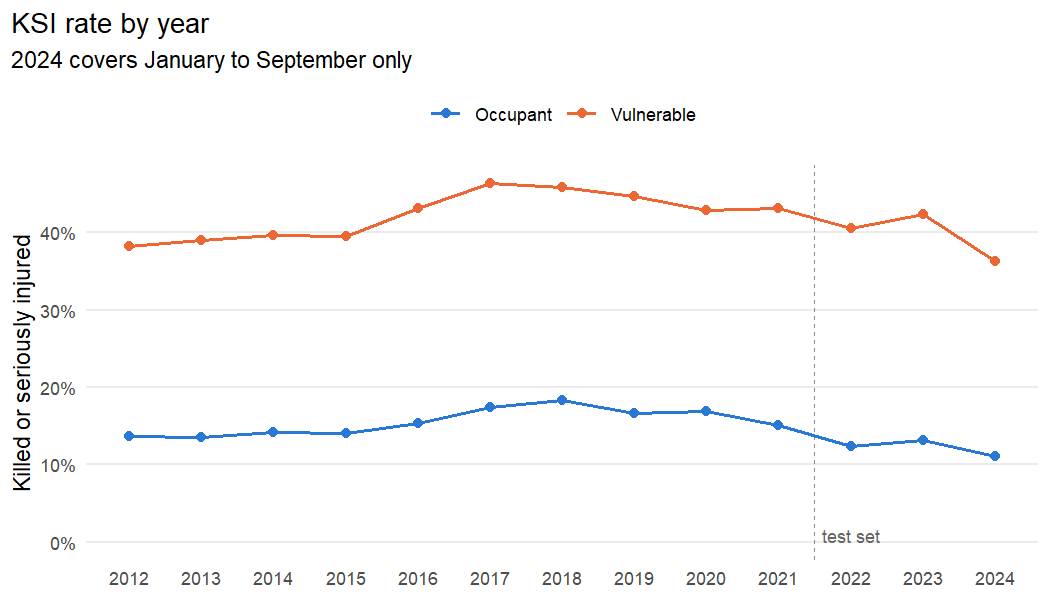 KSI rate by year
2024 covers January to September only
Occupant Vulnerable
Killed or seriously injured
40%
30%
20%
10%
0%
test set
2012 2013 2014 2015 2016 2017 2018 2019 2020 2021 2022 2023 2024